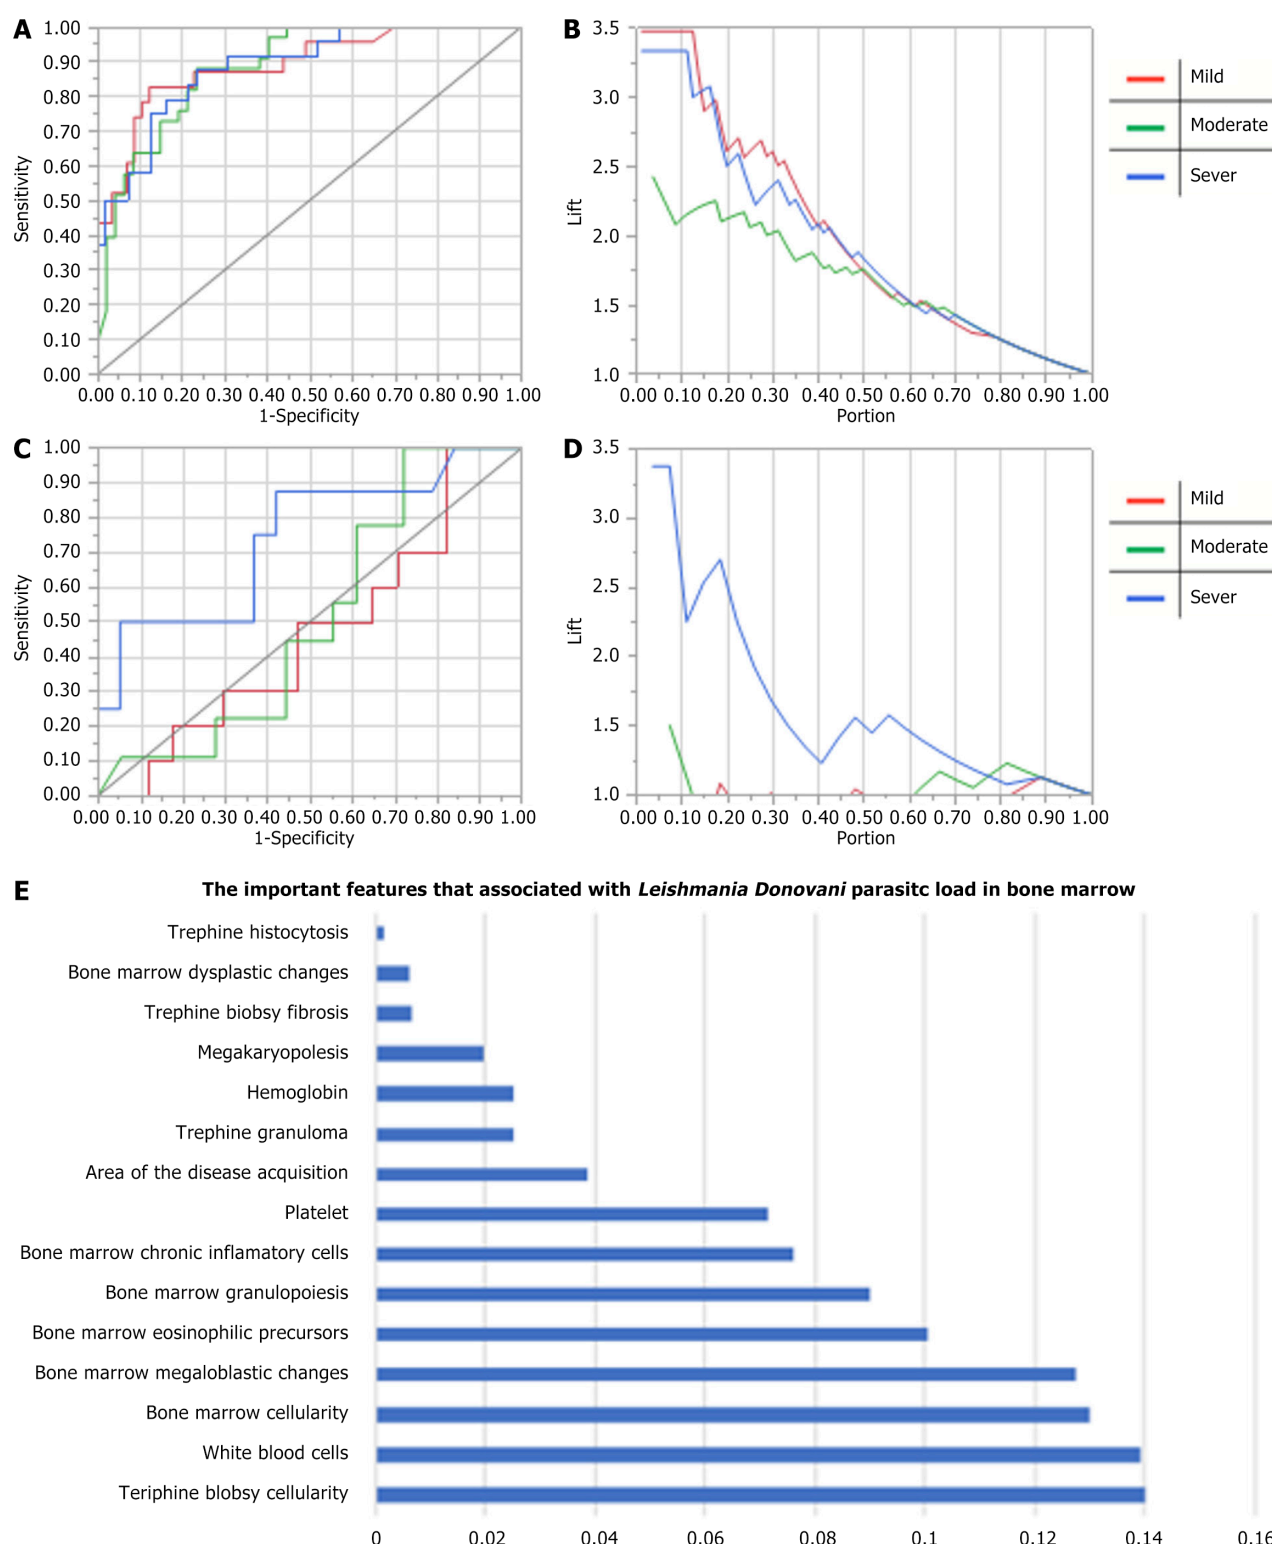 A
1.00
0.90
0.80
0.70
0.60
0.50
0.40
0.30
0.20
0.10
0.00
Sensitivity
0.00 0.10 0.20 0.30 0.40 0.50 0.60 0.70 0.80 0.90 1.00
1-Specificity
B
3.5
3.0
2.5
2.0
1.5
1.0
Lift
0.00 0.10 0.20 0.30 0.40 0.50 0.60 0.70 0.80 0.90 1.00
Portion
Mild
Moderate
Sever
C
1.00
0.90
0.80
0.70
0.60
0.50
0.40
0.30
0.20
0.10
0.00
Sensitivity
0.00 0.10 0.20 0.30 0.40 0.50 0.60 0.70 0.80 0.90 1.00
1-Specificity
D
3.5
3.0
2.5
2.0
1.5
1.0
Lift
0.00 0.10 0.20 0.30 0.40 0.50 0.60 0.70 0.80 0.90 1.00
Portion
Mild
Moderate
Sever
E
The important features that associated with Leishmania Donovani parasitc load in bone marrow
Trephine histocytosis
Bone marrow dysplastic changes
Trephine biobsy fibrosis
Megakaryopolesis
Hemoglobin
Trephine granuloma
Area of the disease acquisition
Platelet
Bone marrow chronic inflamatory cells
Bone marrow granulopoiesis
Bone marrow eosinophilic precursors
Bone marrow megaloblastic changes
Bone marrow cellularity
White blood cells
Teriphine blobsy cellularity
0 0.02 0.04 0.06 0.08 0.1 0.12 0.14 0.16